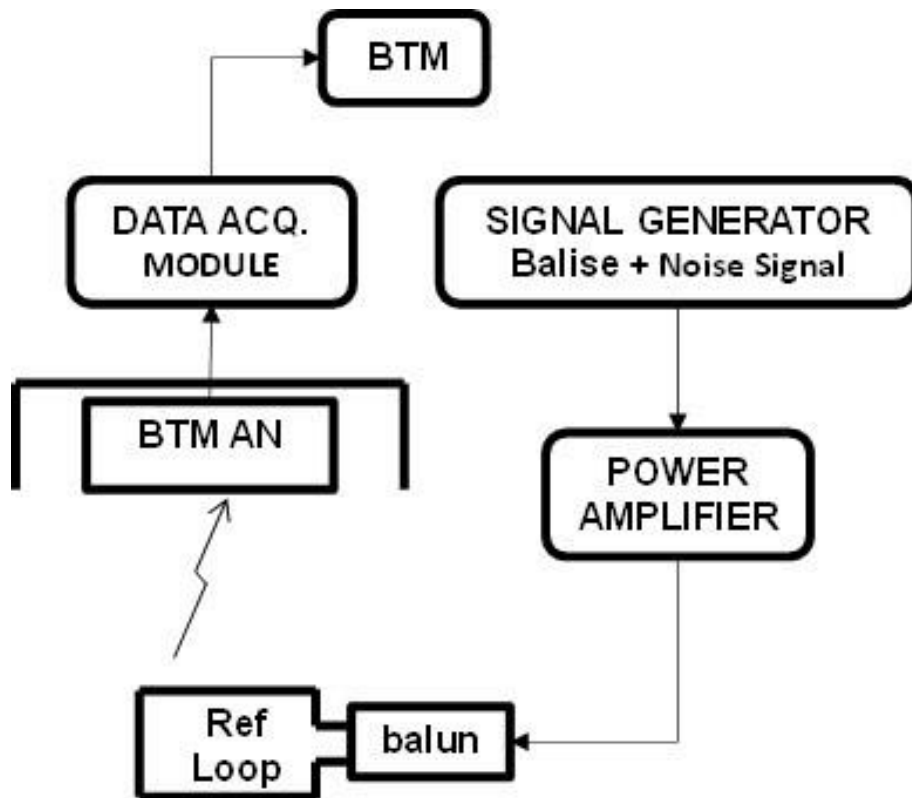 BTM
DATA ACQ.
MODULE
SIGNAL GENERATOR
Balise + Noise Signal
BTM AN
POWER
AMPLIFIER
Ref
Loop
balun